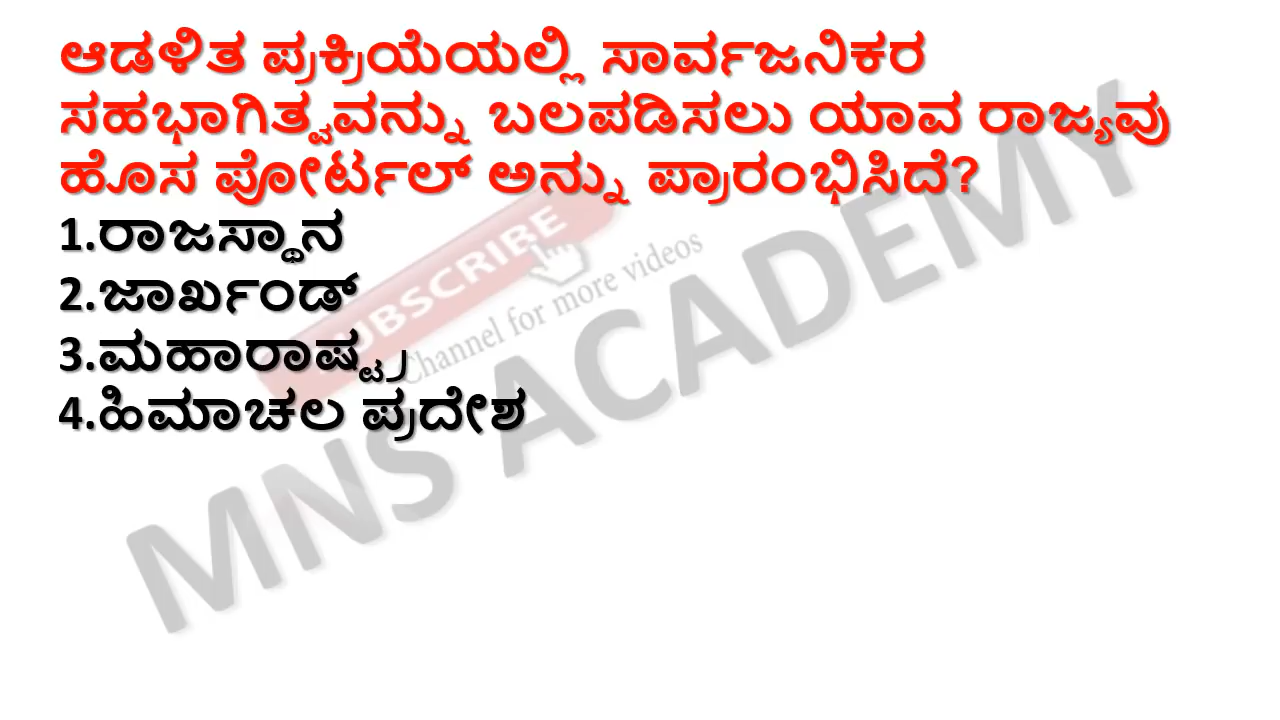 ಆಡಳಿತ ಪ್ರಕ್ರಿಯೆಯಲ್ಲಿ ಸಾರ್ವಜನಿಕರ
ಸಹಭಾಗಿತ್ವವನ್ನು ಬಲಪಡಿಸಲು ಯಾವ ರಾಜ್ಯವು
ಹೊಸ ಪೋರ್ಟಲ್ ಅನ್ನು ಪ್ರಾರಂಭಿಸಿದೆ?
1.ರಾಜಸ್ಥಾನ
2.ಜಾರ್ಖಂಡ್
3.ಮಹಾರಾಷ್ಟ್ರ
4.ಹಿಮಾಚಲ ಪ್ರದೇಶ
SUBSCRIBE
Channel for more videos
MNS ACADEMY